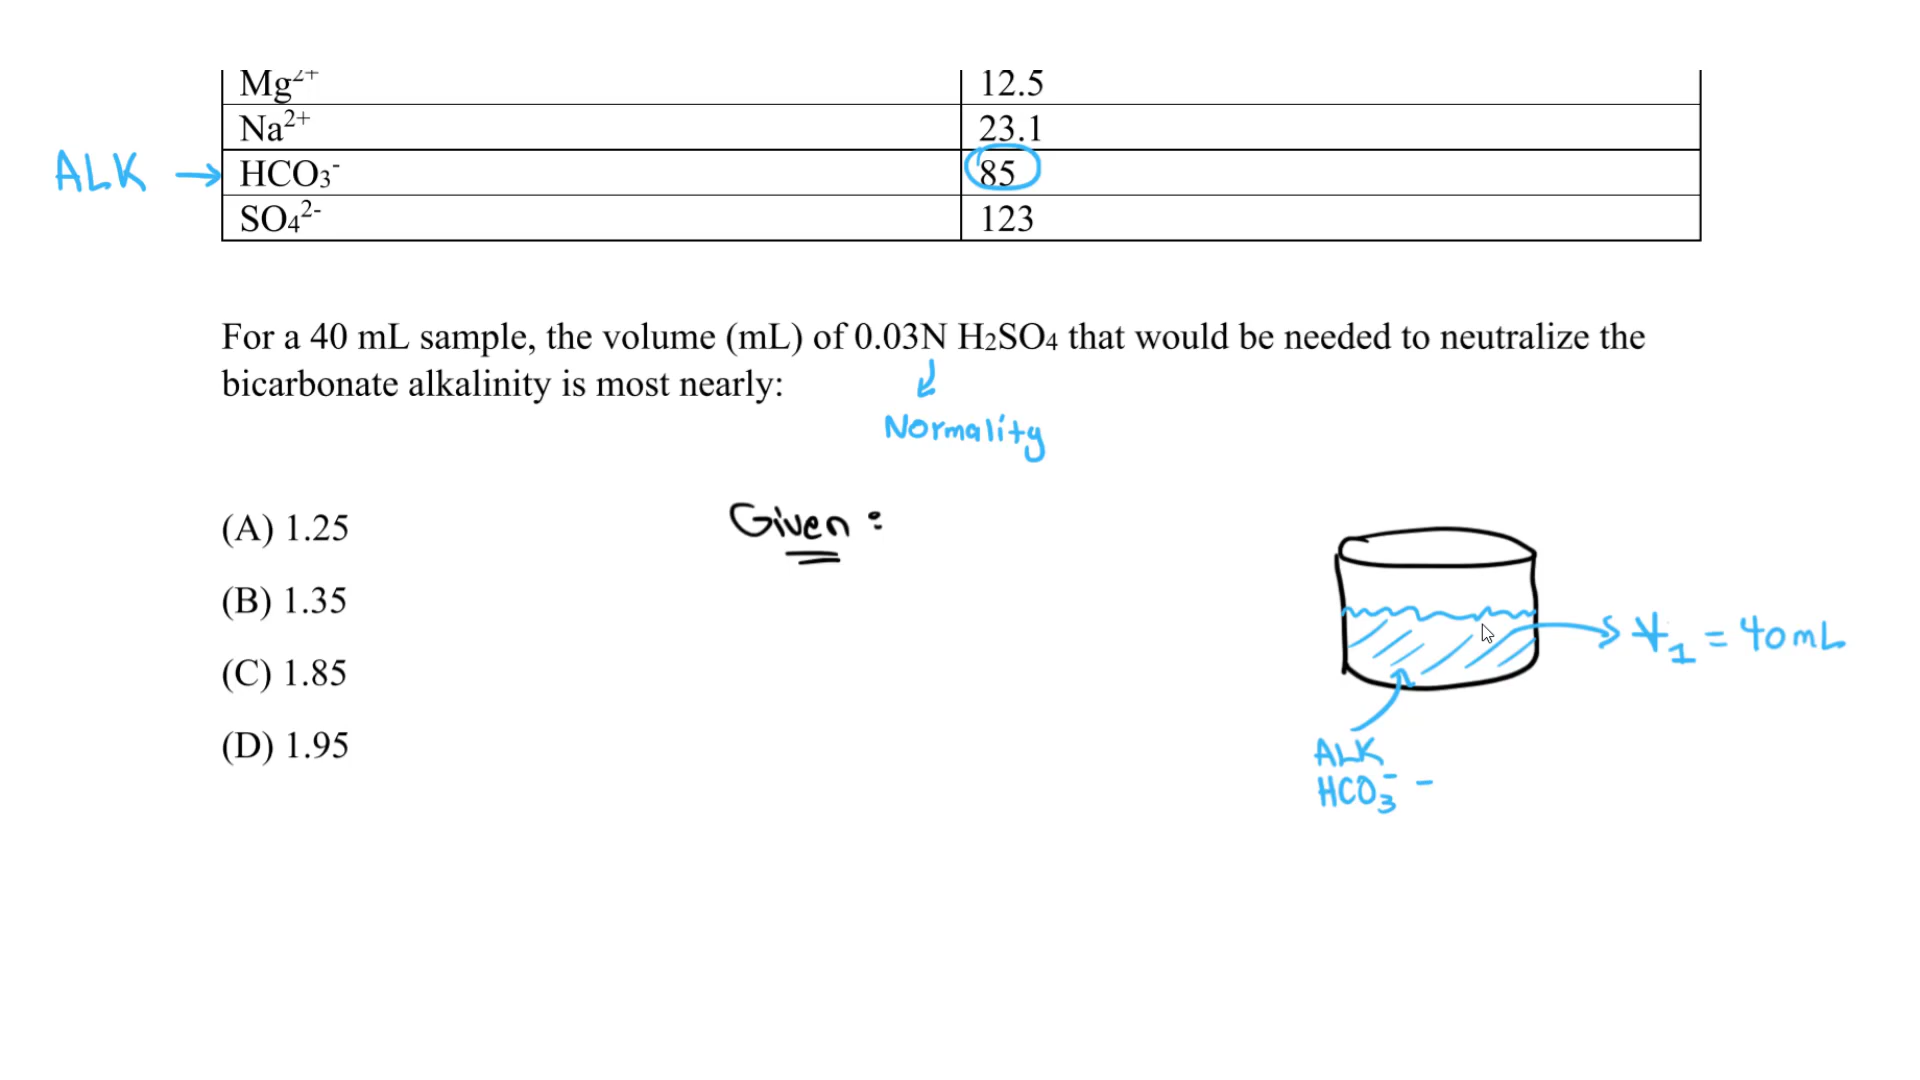 Mg²⁺ 12.5
Na²⁺ 23.1
ALK → HCO₃⁻ 85
SO₄²⁻ 123
For a 40 mL sample, the volume (mL) of 0.03N H₂SO₄ that would be needed to neutralize the
bicarbonate alkalinity is most nearly:
Normality
(A) 1.25
(B) 1.35
(C) 1.85
(D) 1.95
Given:
V₁ = 40mL
ALK
HCO₃⁻ -